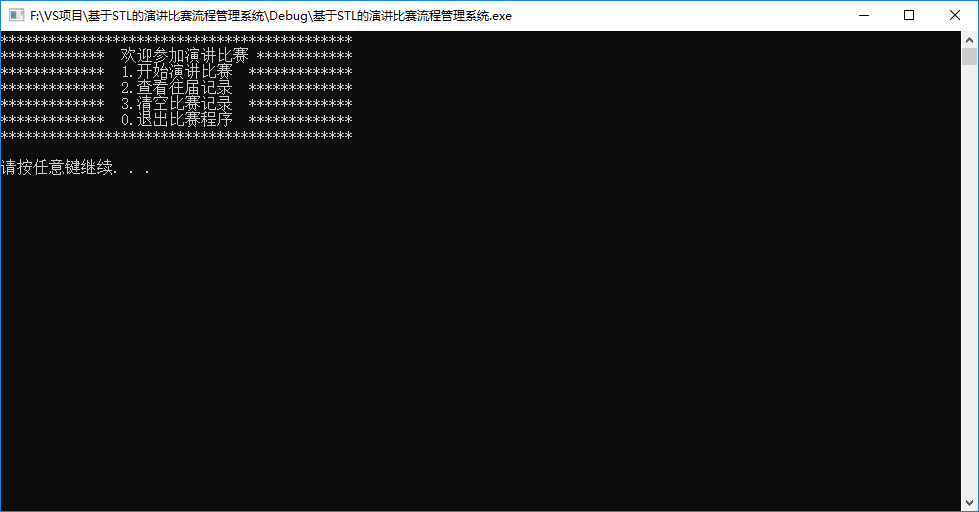 F:\VS项目\基于STL的演讲比赛流程管理系统\Debug\基于STL的演讲比赛流程管理系统.exe
********************************************
*************  欢迎参加演讲比赛 ************
*************  1.开始演讲比赛  *************
*************  2.查看往届记录  *************
*************  3.清空比赛记录  *************
*************  0.退出比赛程序  *************
********************************************
请按任意键继续. . .